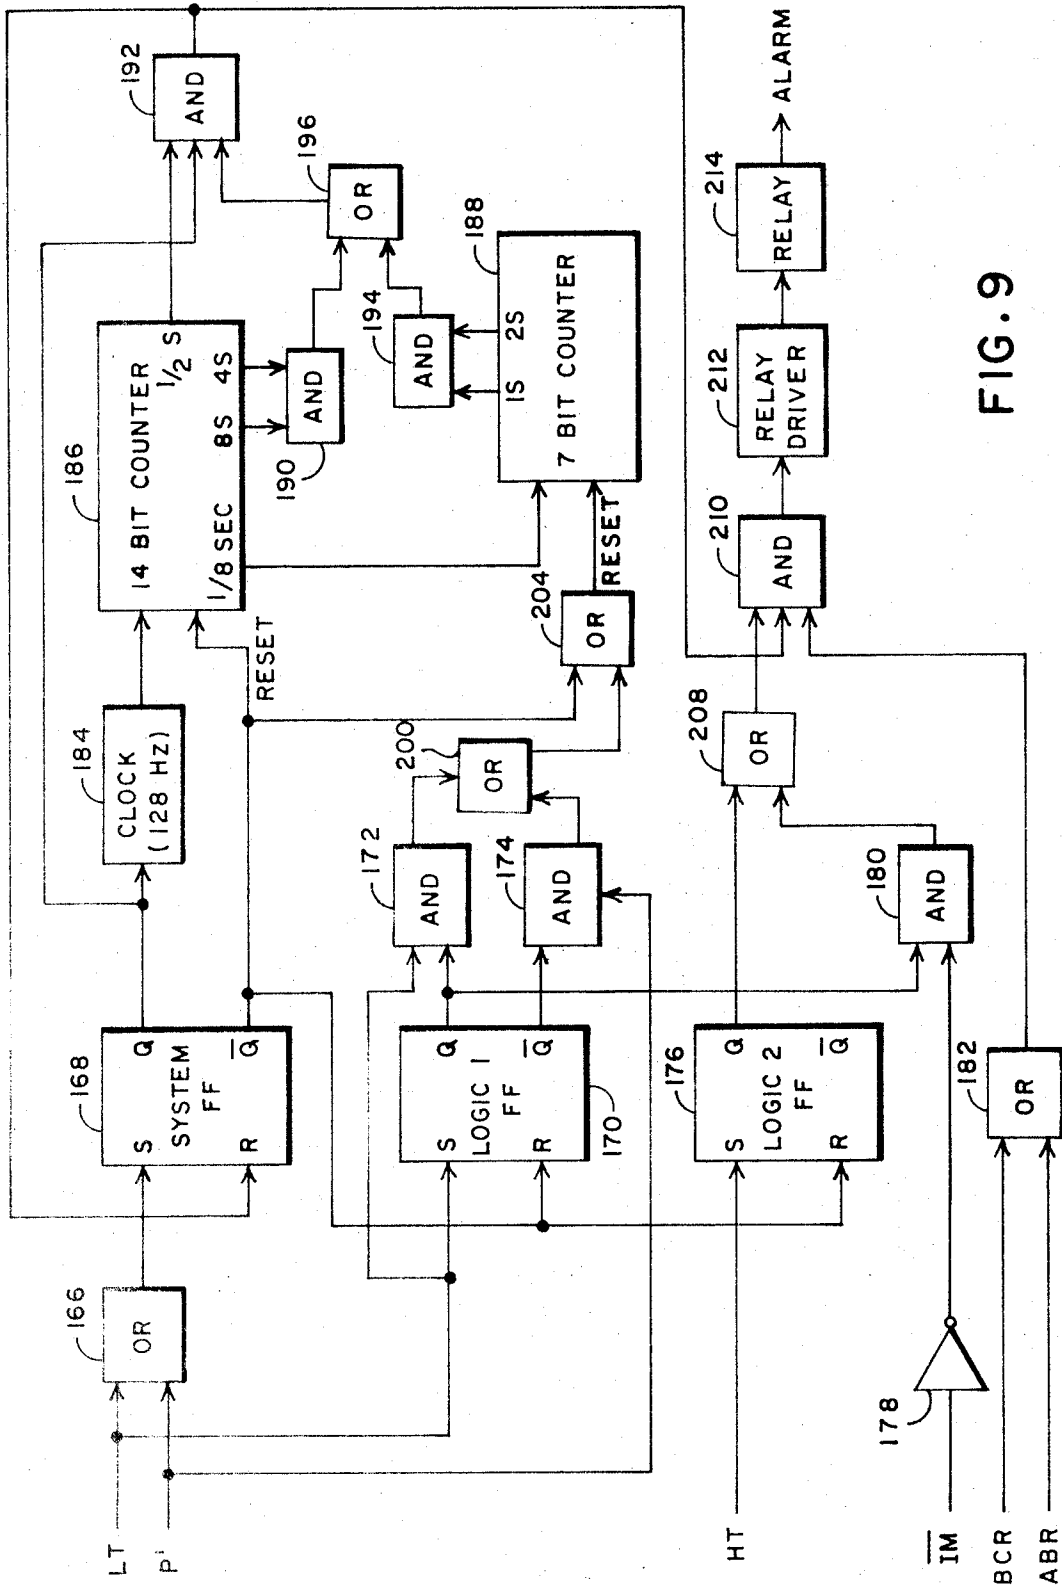 LT
P'
166
OR
168
S
Q
SYSTEM
FF
R
Q
184
CLOCK
(128 HZ)
RESET
186
14 BIT COUNTER
1/2 S
1/8 SEC
8S
4S
192
AND
190
AND
196
OR
194
AND
188
1S
2S
7 BIT COUNTER
RESET
204
OR
200
OR
172
AND
174
AND
S
Q
LOGIC 1
FF
R
Q
170
HT
176
S
Q
LOGIC 2
FF
R
Q
208
OR
180
AND
210
AND
212
RELAY
DRIVER
214
RELAY
ALARM
IM
178
BCR
ABR
182
OR
FIG. 9